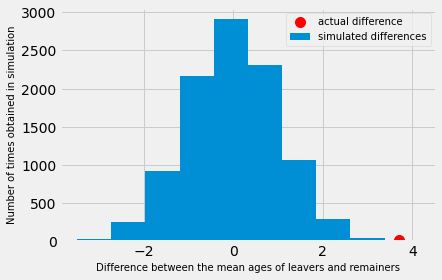 3000
2500
2000
1500
1000
500
0
Number of times obtained in simulation
actual difference
simulated differences
−2 0 2 4
Difference between the mean ages of leavers and remainers